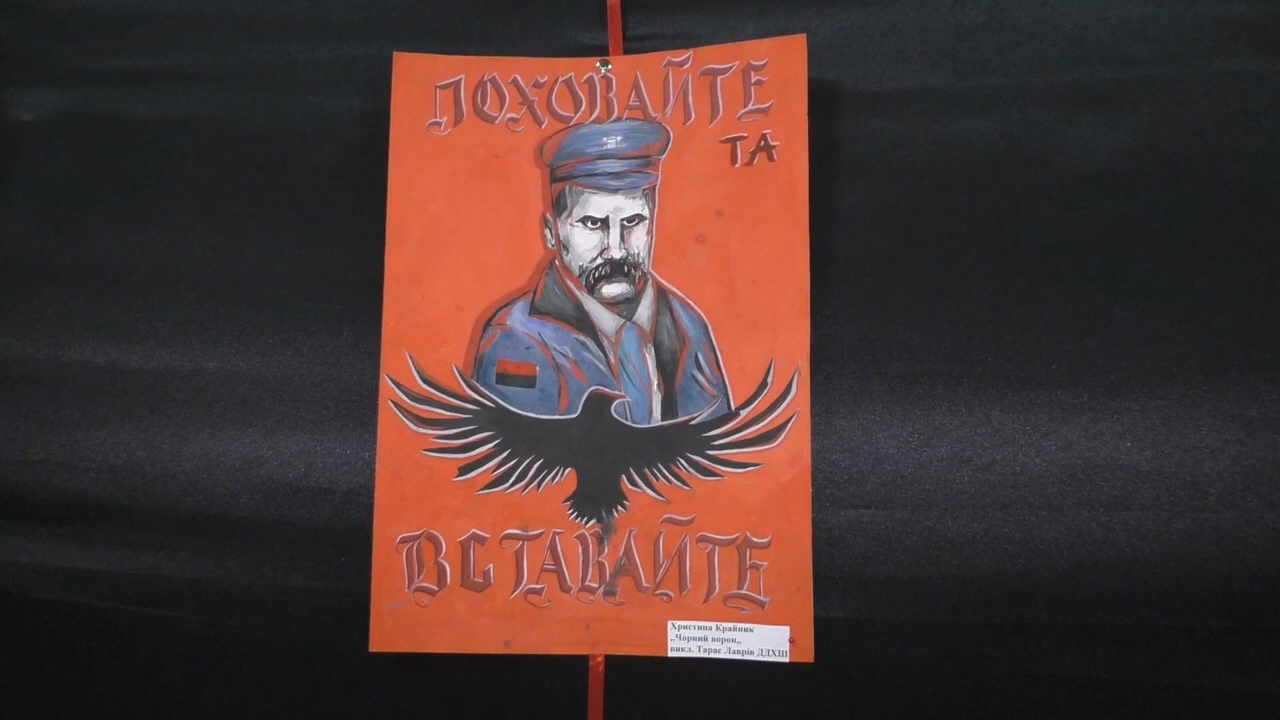 ПОХОВАЙТЕ
ТА
ВСТАВАЙТЕ
Христина Крайник
,,Чорний ворон,,
викл. Тарас Лаврів ДДХШ